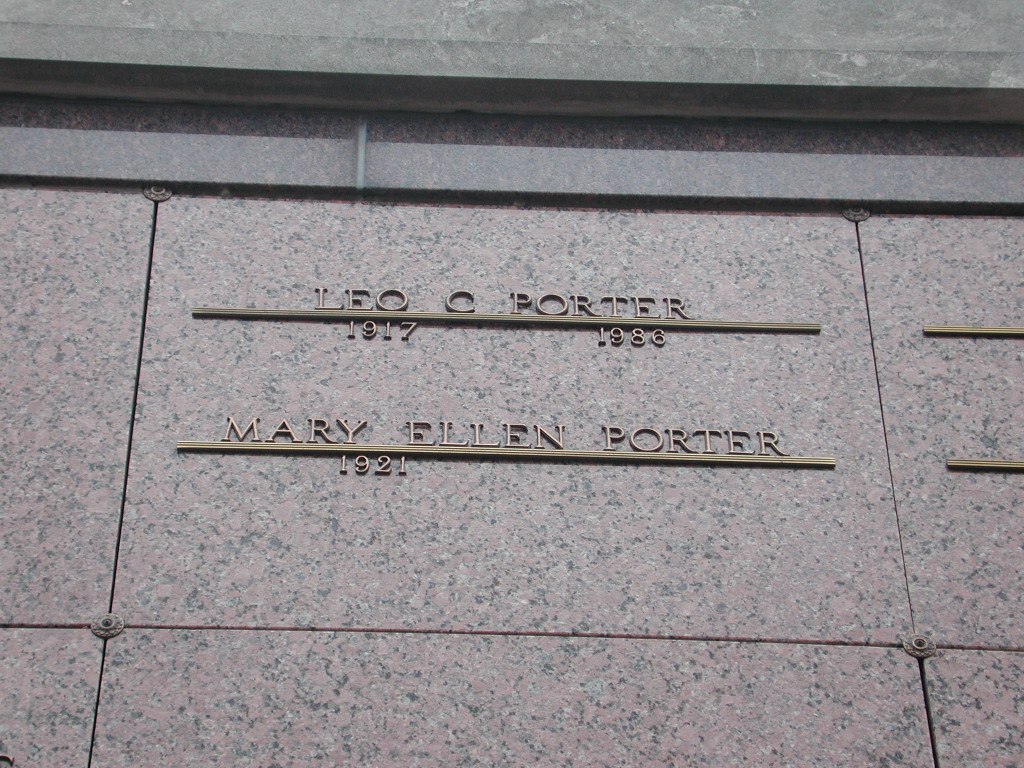 LEO C PORTER
1917 1986
MARY ELLEN PORTER
1921